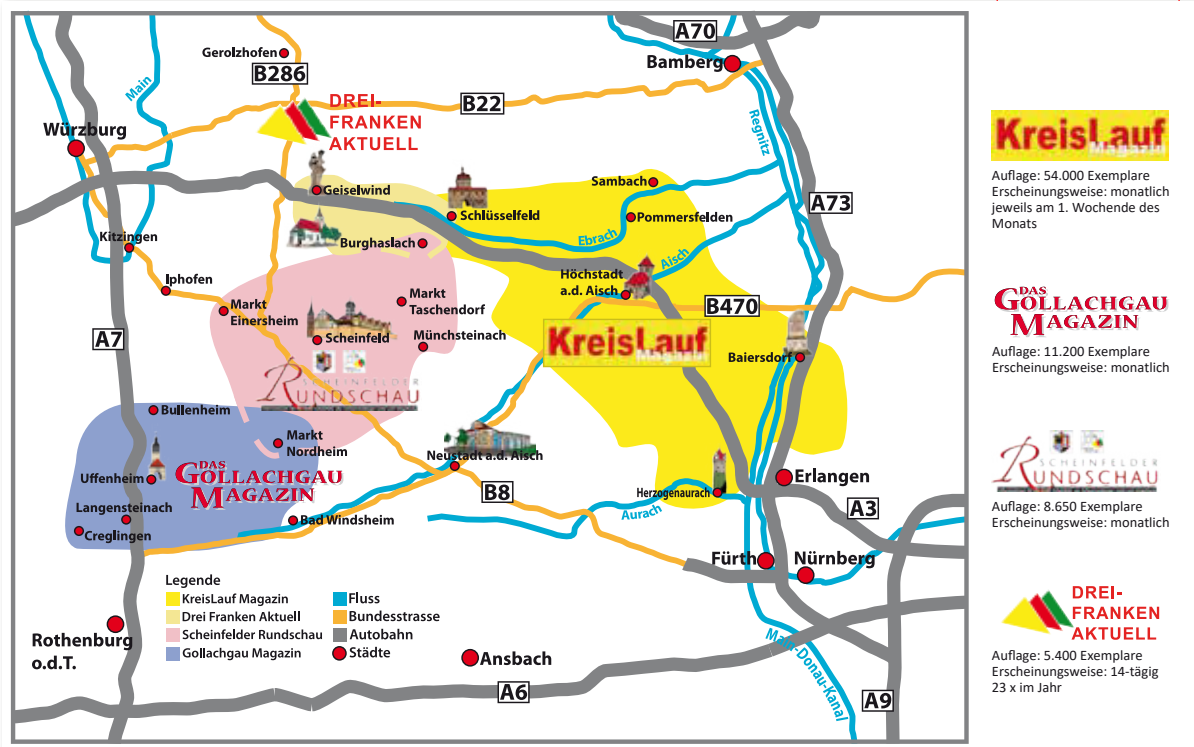 A70
Bamberg
Gerolzhofen
B286
Main
B22
DREI-
FRANKEN
AKTUELL
Regnitz
Würzburg
Geiselwind
Sambach
Schlüsselfeld
Pommersfelden
A73
Kitzingen
Burghaslach
Ebrach
Aisch
Iphofen
Höchstadt
a.d. Aisch
Markt
Einersheim
Markt
Taschendorf
B470
A7
Scheinfeld
Münchsteinach
KreisLauf
Magazin
Baiersdorf
SCHEINFELDER
RUNDSCHAU
Bullenheim
Markt
Nordheim
Neustadt a.d. Aisch
Uffenheim
DAS
GOLLACHGAU
MAGAZIN
B8
Erlangen
Herzogenaurach
Langensteinach
Aurach
A3
Creglingen
Bad Windsheim
Fürth
Nürnberg
Legende
KreisLauf Magazin
Drei Franken Aktuell
Scheinfelder Rundschau
Gollachgau Magazin
Fluss
Bundesstrasse
Autobahn
Städte
Rothenburg
o.d.T.
Ansbach
Main-Donau-Kanal
A6
A9
KreisLauf
Magazin
Auflage: 54.000 Exemplare
Erscheinungsweise: monatlich
jeweils am 1. Wochende des
Monats
DAS
GOLLACHGAU
MAGAZIN
Auflage: 11.200 Exemplare
Erscheinungsweise: monatlich
SCHEINFELDER
RUNDSCHAU
Auflage: 8.650 Exemplare
Erscheinungsweise: monatlich
DREI-
FRANKEN
AKTUELL
Auflage: 5.400 Exemplare
Erscheinungsweise: 14-tägig
23 x im Jahr